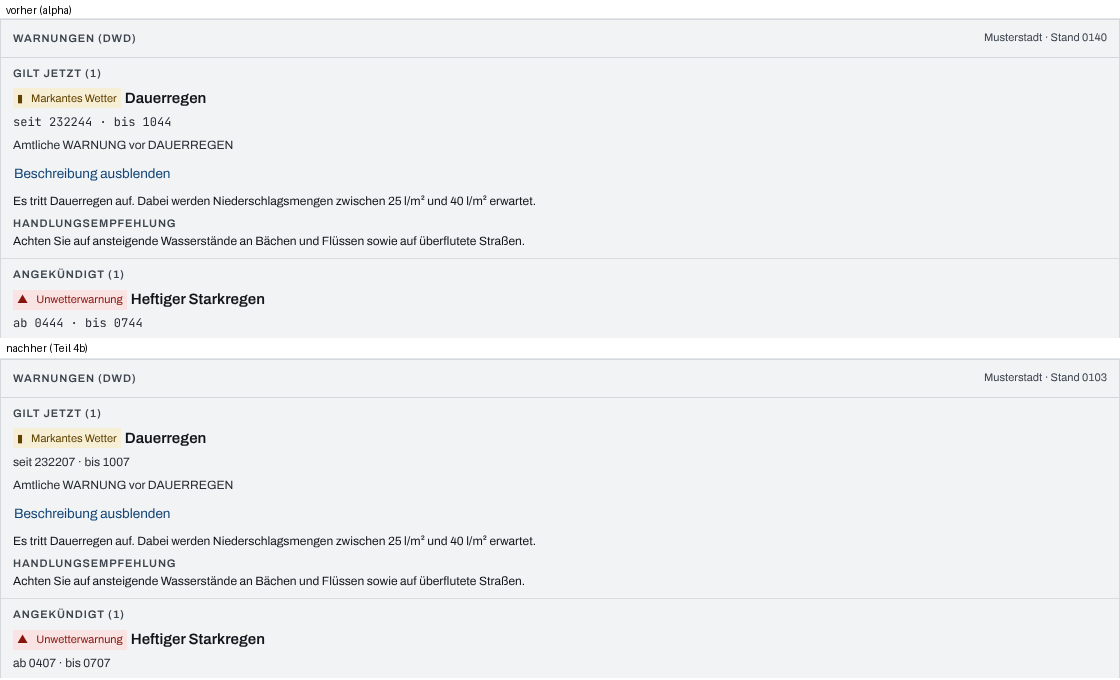 vorher (alpha)
WARNUNGEN (DWD)
Musterstadt · Stand 0140
GILT JETZT (1)
Markantes Wetter Dauerregen
seit 232244 · bis 1044
Amtliche WARNUNG vor DAUERREGEN
Beschreibung ausblenden
Es tritt Dauerregen auf. Dabei werden Niederschlagsmengen zwischen 25 l/m² und 40 l/m² erwartet.
HANDLUNGSEMPFEHLUNG
Achten Sie auf ansteigende Wasserstände an Bächen und Flüssen sowie auf überflutete Straßen.
ANGEKÜNDIGT (1)
Unwetterwarnung Heftiger Starkregen
ab 0444 · bis 0744
nachher (Teil 4b)
WARNUNGEN (DWD)
Musterstadt · Stand 0103
GILT JETZT (1)
Markantes Wetter Dauerregen
seit 232207 · bis 1007
Amtliche WARNUNG vor DAUERREGEN
Beschreibung ausblenden
Es tritt Dauerregen auf. Dabei werden Niederschlagsmengen zwischen 25 l/m² und 40 l/m² erwartet.
HANDLUNGSEMPFEHLUNG
Achten Sie auf ansteigende Wasserstände an Bächen und Flüssen sowie auf überflutete Straßen.
ANGEKÜNDIGT (1)
Unwetterwarnung Heftiger Starkregen
ab 0407 · bis 0707